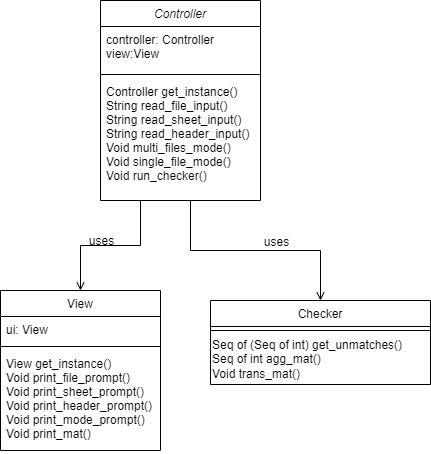 Controller
controller: Controller
view:View
Controller get_instance()
String read_file_input()
String read_sheet_input()
String read_header_input()
Void multi_files_mode()
Void single_file_mode()
Void run_checker()
uses
uses
View
ui: View
View get_instance()
Void print_file_prompt()
Void print_sheet_prompt()
Void print_header_prompt()
Void print_mode_prompt()
Void print_mat()
Checker
Seq of (Seq of int) get_unmatches()
Seq of int agg_mat()
Void trans_mat()